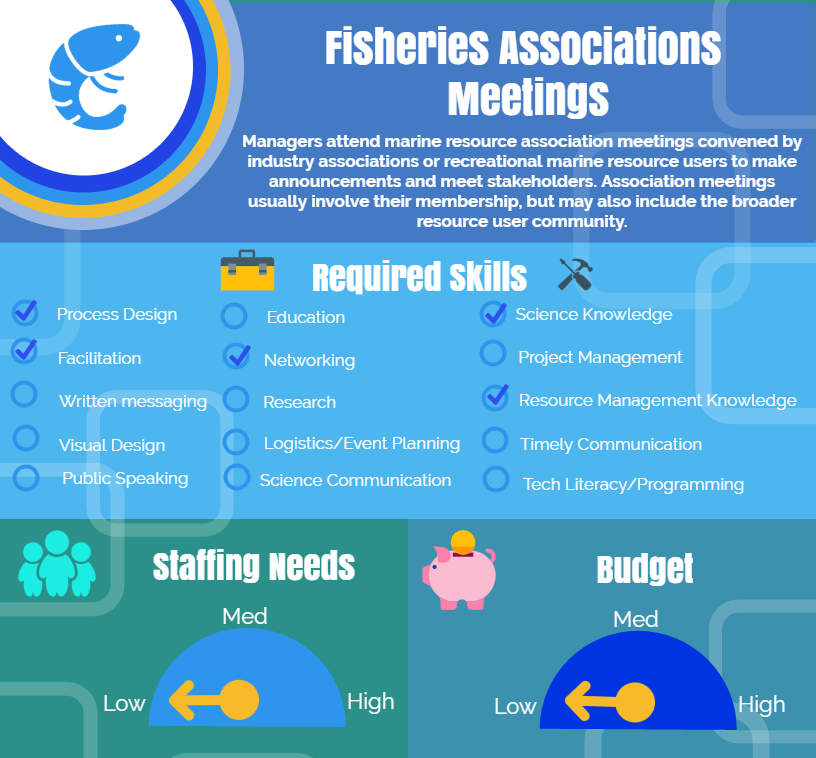 Fisheries Associations
Meetings
Managers attend marine resource association meetings convened by
industry associations or recreational marine resource users to make
announcements and meet stakeholders. Association meetings
usually involve their membership, but may also include the broader
resource user community.
Required Skills
Process Design
Facilitation
Written messaging
Visual Design
Public Speaking
Education
Networking
Research
Logistics/Event Planning
Science Communication
Science Knowledge
Project Management
Resource Management Knowledge
Timely Communication
Tech Literacy/Programming
Staffing Needs
Med
Low
High
Budget
Med
Low
High